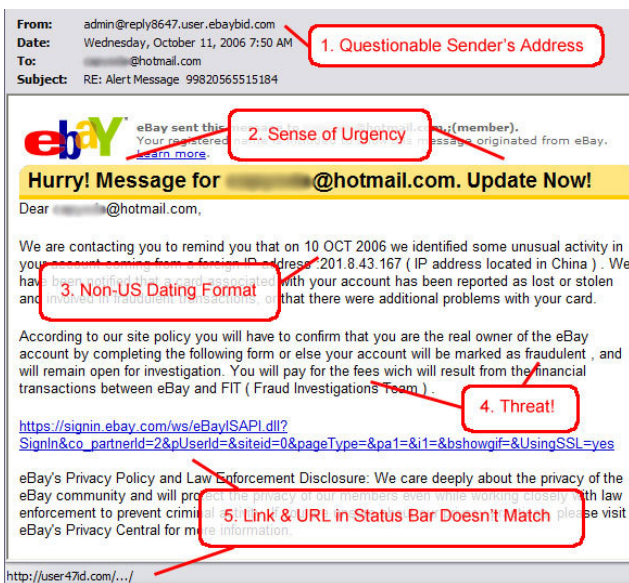 From: admin@reply8647.user.ebaybid.com
Date: Wednesday, October 11, 2006 7:50 AM
To: @hotmail.com
Subject: RE: Alert Message 99820565515184
1. Questionable Sender's Address
ebaY
eBay sent this
.com,;(member).
Your registered message originated from eBay.
Learn more.
2. Sense of Urgency
Hurry! Message for @hotmail.com. Update Now!
Dear @hotmail.com,
We are contacting you to remind you that on 10 OCT 2006 we identified some unusual activity in
your account coming from a foreign IP address :201.8.43.167 ( IP address located in China ) . We
have been notified that a card associated with your account has been reported as lost or stolen
and involved in fraudulent transactions, or that there were additional problems with your card.
3. Non-US Dating Format
According to our site policy you will have to confirm that you are the real owner of the eBay
account by completing the following form or else your account will be marked as fraudulent , and
will remain open for investigation. You will pay for the fees wich will result from the financial
transactions between eBay and FIT ( Fraud Investigations Team ) .
4. Threat!
https://signin.ebay.com/ws/eBayISAPI.dll?
SignIn&co_partnerId=2&pUserId=&siteid=0&pageType=&pa1=&i1=&bshowgif=&UsingSSL=yes
eBay's Privacy Policy and Law Enforcement Disclosure: We care deeply about the privacy of the
eBay community and will protect the privacy of our members even while working closely with law
enforcement to prevent criminal please visit
eBay's Privacy Central for more information.
5. Link & URL in Status Bar Doesn't Match
http://user47id.com/.../